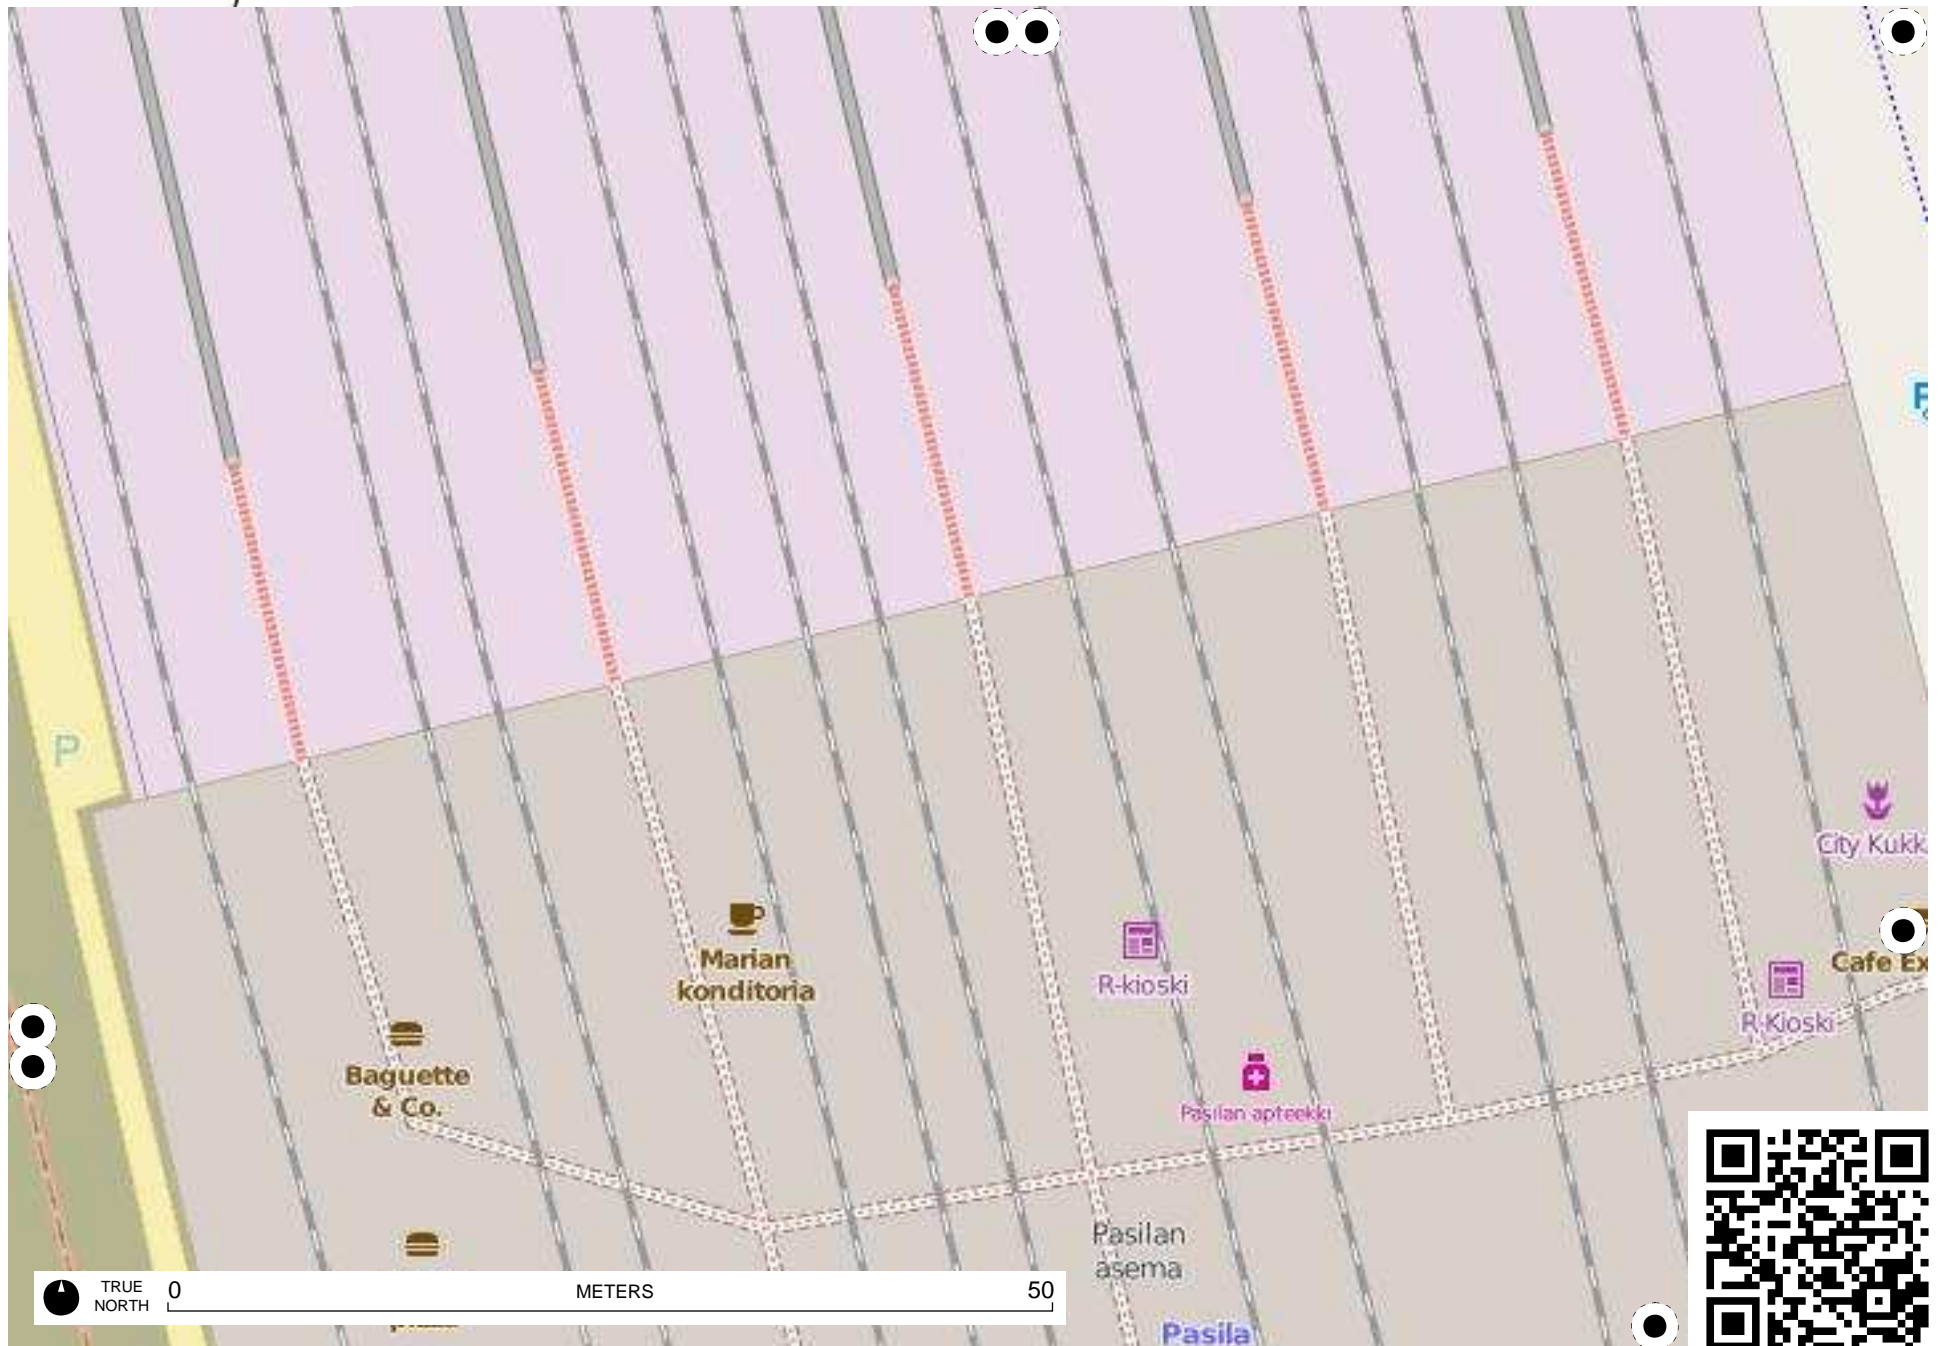 P
City Kukk
Marian
konditoria
R-kioski
Cafe Ex
R-Kioski
Baguette
& Co.
Pasilan apteekki
Pasilan
asema
TRUE
NORTH
0
METERS
50
Pasila